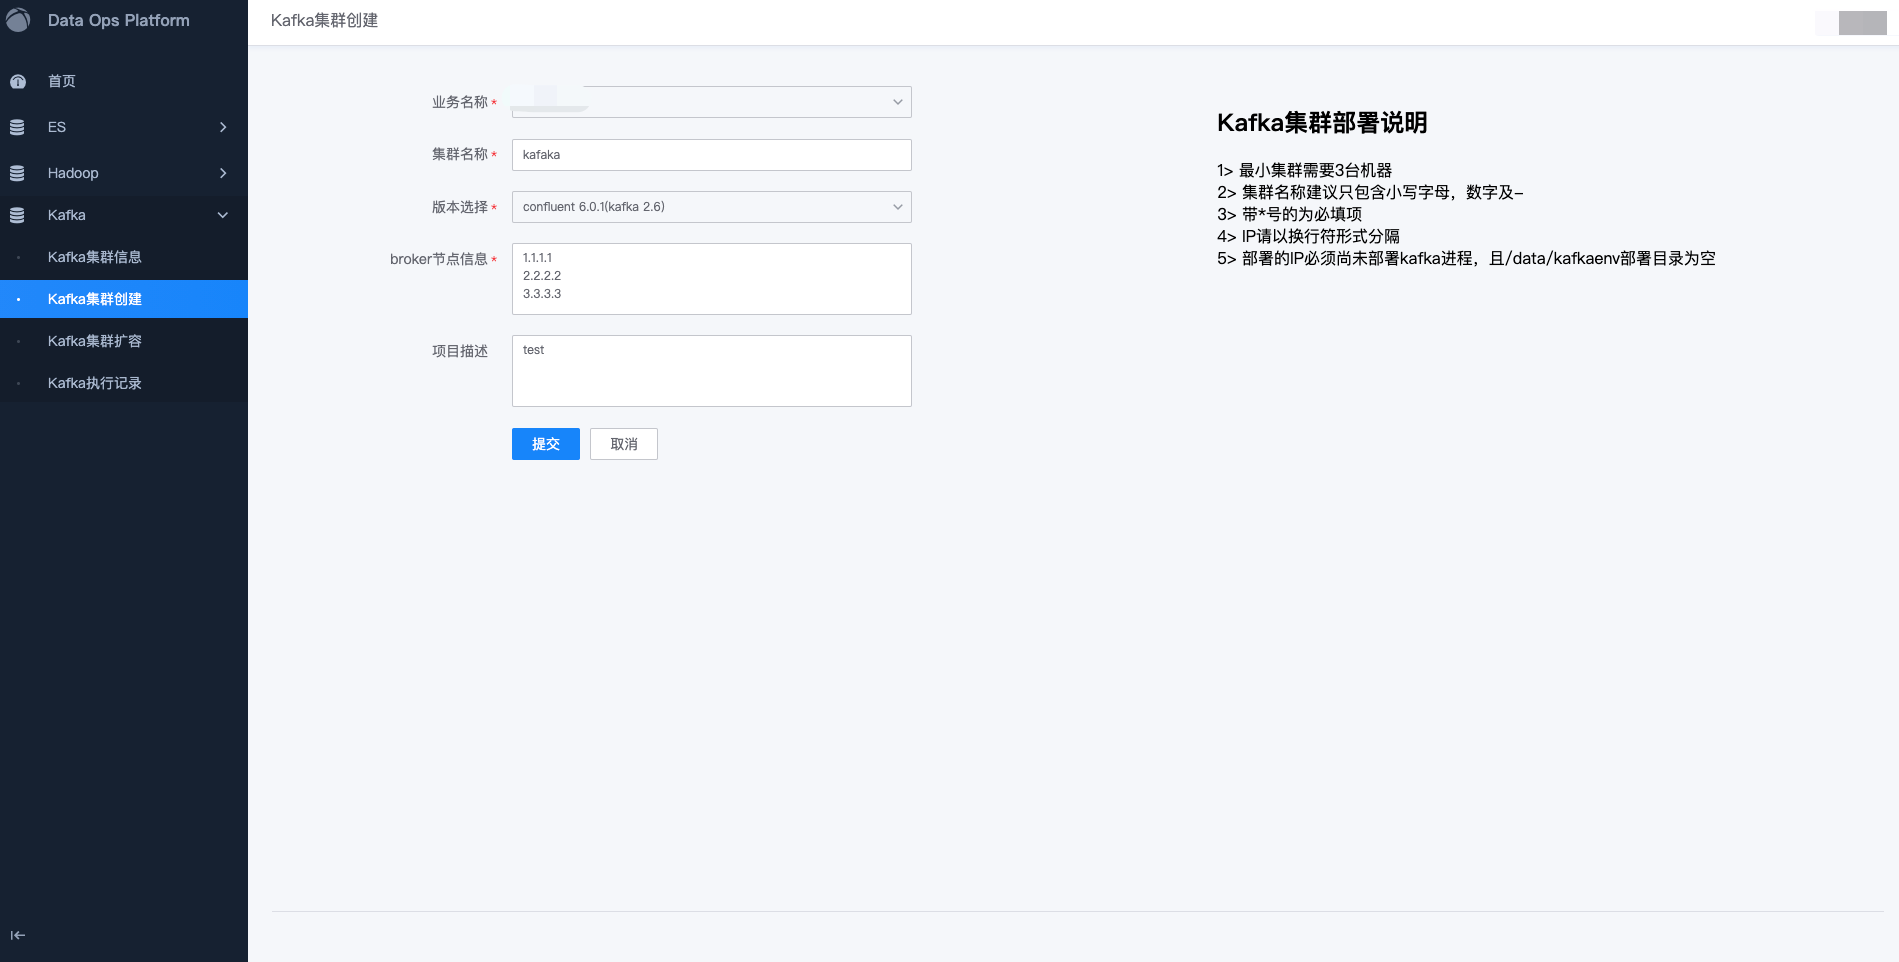 Data Ops Platform
首页
ES
Hadoop
Kafka
Kafka集群信息
Kafka集群创建
Kafka集群扩容
Kafka执行记录
Kafka集群创建
业务名称*
集群名称*
kafaka
版本选择*
confluent 6.0.1(kafka 2.6)
broker节点信息*
1.1.1.1
2.2.2.2
3.3.3.3
项目描述
test
提交
取消
Kafka集群部署说明
1> 最小集群需要3台机器
2> 集群名称建议只包含小写字母，数字及-
3> 带*号的为必填项
4> IP请以换行符形式分隔
5> 部署的IP必须尚未部署kafka进程，且/data/kafkaenv部署目录为空